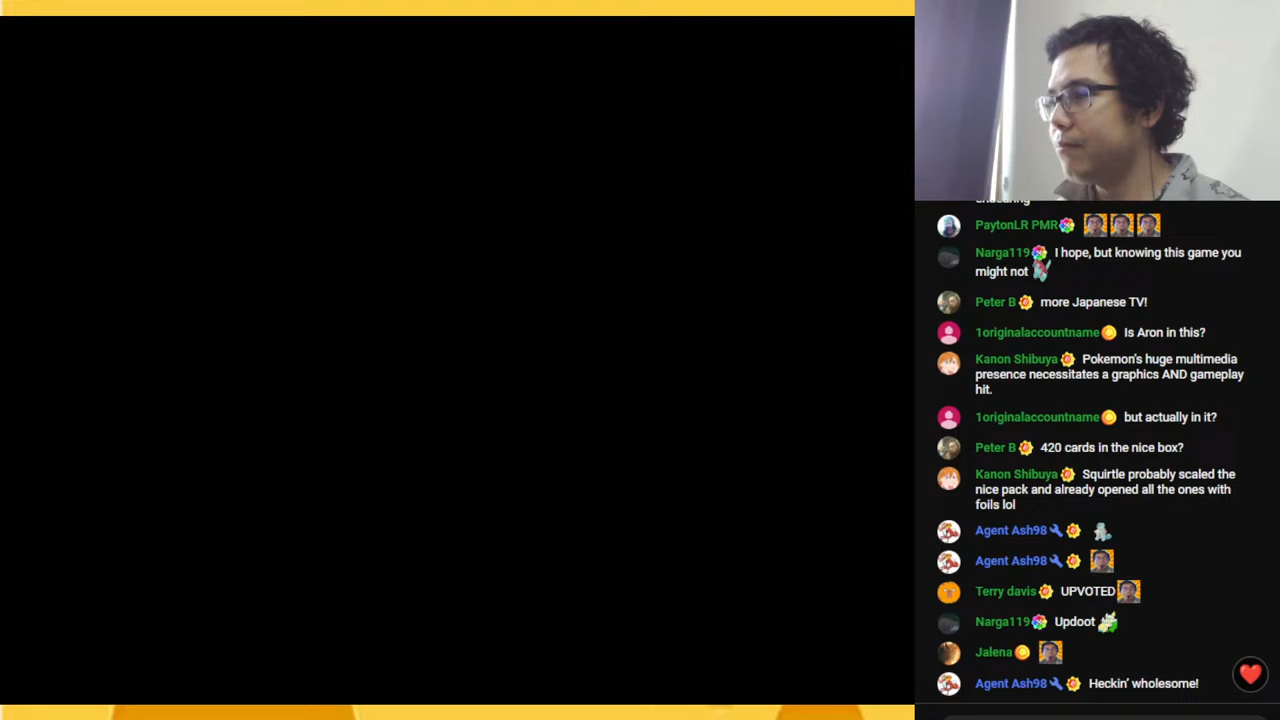 PaytonLR PMR
Narga119 I hope, but knowing this game you
might not
Peter B more Japanese TV!
1originalaccountname Is Aron in this?
Kanon Shibuya Pokemon's huge multimedia
presence necessitates a graphics AND gameplay
hit.
1originalaccountname but actually in it?
Peter B 420 cards in the nice box?
Kanon Shibuya Squirtle probably scaled the
nice pack and already opened all the ones with
foils lol
Agent Ash98
Agent Ash98
Terry davis UPVOTED
Narga119 Updoot
Jalena
Agent Ash98 Heckin' wholesome!